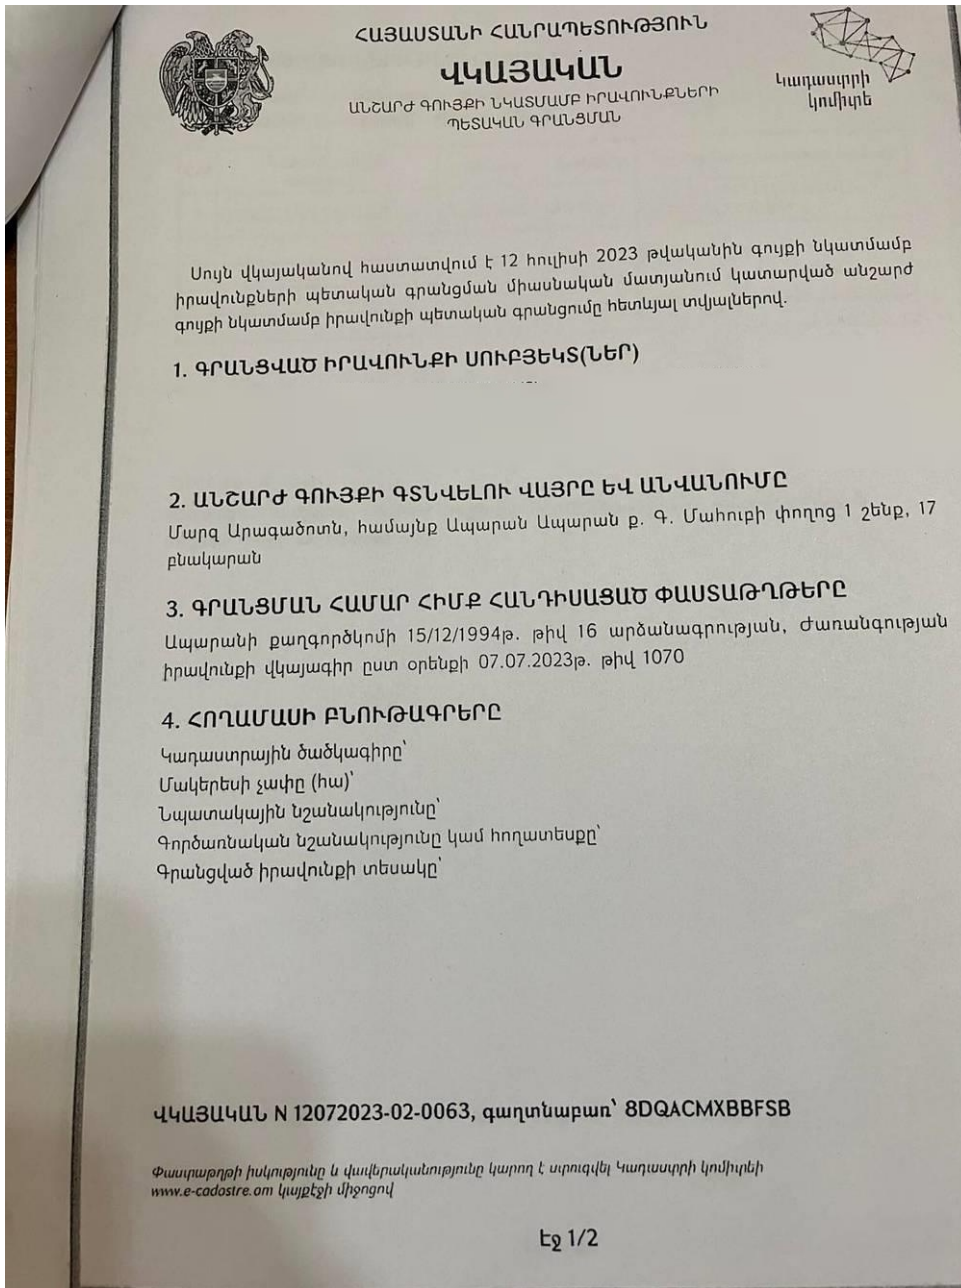 ՀԱՅԱՍՏԱՆԻ ՀԱՆՐԱՊԵՏՈՒԹՅՈՒՆ
ՎԿԱՅԱԿԱՆ
ԱՆՇԱՐԺ ԳՈՒՅՔԻ ՆԿԱՏՄԱՄԲ ԻՐԱՎՈՒՆՔՆԵՐԻ
ՊԵՏԱԿԱՆ ԳՐԱՆՑՄԱՆ
Կադաստրի
կոմիտե
Սույն վկայականով հաստատվում է 12 հուլիսի 2023 թվականին գույքի նկատմամբ
իրավունքների պետական գրանցման միասնական մատյանում կատարված անշարժ
գույքի նկատմամբ իրավունքի պետական գրանցումը հետևյալ տվյալներով.
1. ԳՐԱՆՑՎԱԾ ԻՐԱՎՈՒՆՔԻ ՍՈՒԲՅԵԿՏ(ՆԵՐ)
2. ԱՆՇԱՐԺ ԳՈՒՅՔԻ ԳՏՆՎԵԼՈՒ ՎԱՅՐԸ ԵՎ ԱՆՎԱՆՈՒՄԸ
Մարզ Արագածոտն, համայնք Ապարան Ապարան ք. Գ. Մահուբի փողոց 1 շենք, 17
բնակարան
3. ԳՐԱՆՑՄԱՆ ՀԱՄԱՐ ՀԻՄՔ ՀԱՆԴԻՍԱՑԱԾ ՓԱՍՏԱԹՂԹԵՐԸ
Ապարանի քաղգործկոմի 15/12/1994թ. թիվ 16 արձանագրության, Ժառանգության
իրավունքի վկայագիր ըստ օրենքի 07.07.2023թ. թիվ 1070
4. ՀՈՂԱՄԱՍԻ ԲՆՈՒԹԱԳՐԵՐԸ
Կադաստրային ծածկագիրը՝
Մակերեսի չափը (հա)՝
Նպատակային նշանակությունը՝
Գործառնական նշանակությունը կամ հողատեսքը՝
Գրանցված իրավունքի տեսակը՝
ՎԿԱՅԱԿԱՆ N 12072023-02-0063, գաղտնաբառ՝ 8DQACMXBBFSB
Փաստաթղթի իսկությունը և վավերականությունը կարող է ստուգվել Կադաստրի կոմիտեի
www.e-cadastre.am կայքէջի միջոցով
Էջ 1/2